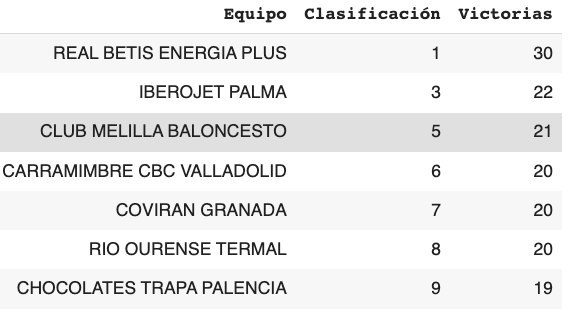 Equipo Clasificación Victorias
REAL BETIS ENERGIA PLUS 1 30
IBEROJET PALMA 3 22
CLUB MELILLA BALONCESTO 5 21
CARRAMIMBRE CBC VALLADOLID 6 20
COVIRAN GRANADA 7 20
RIO OURENSE TERMAL 8 20
CHOCOLATES TRAPA PALENCIA 9 19